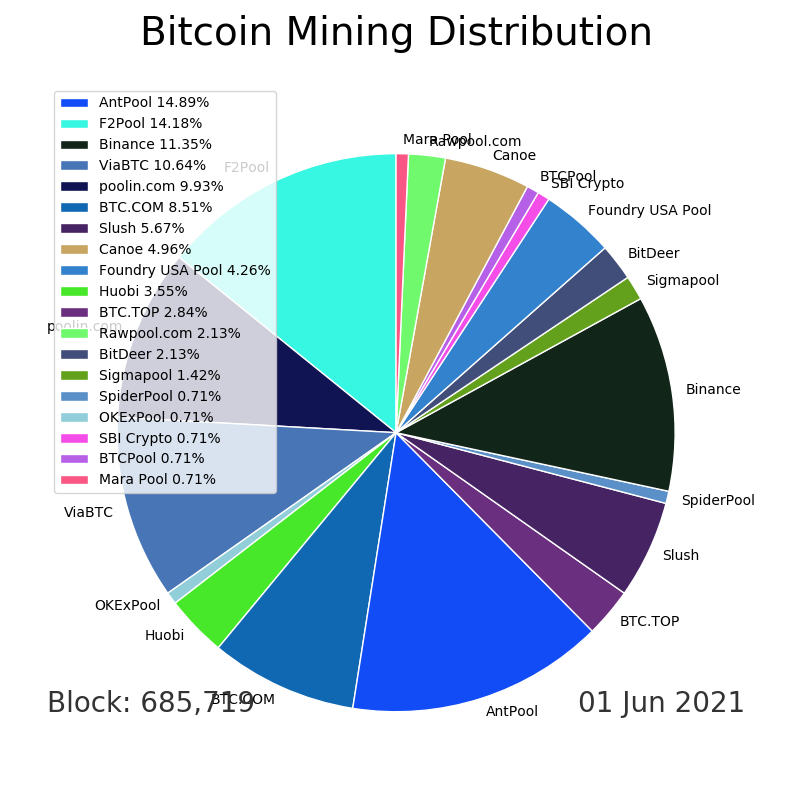 Bitcoin Mining Distribution
AntPool 14.89%
F2Pool 14.18%
Binance 11.35%
ViaBTC 10.64%
poolin.com 9.93%
BTC.COM 8.51%
Slush 5.67%
Canoe 4.96%
Foundry USA Pool 4.26%
Huobi 3.55%
BTC.TOP 2.84%
Rawpool.com 2.13%
BitDeer 2.13%
Sigmapool 1.42%
SpiderPool 0.71%
OKExPool 0.71%
SBI Crypto 0.71%
BTCPool 0.71%
Mara Pool 0.71%
Mara Pool
Rawpool.com
Canoe
BTCPool
SBI Crypto
Foundry USA Pool
BitDeer
Sigmapool
Binance
SpiderPool
Slush
BTC.TOP
AntPool
BTC.COM
Huobi
OKExPool
ViaBTC
poolin.com
F2Pool
Block: 685,719
01 Jun 2021